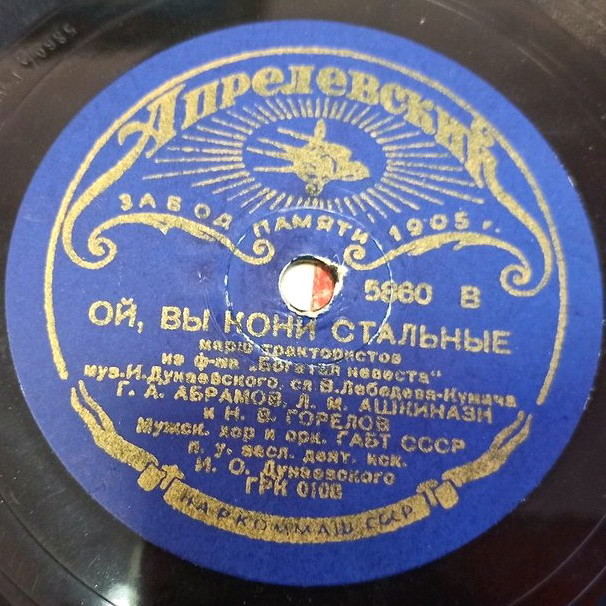 Апрелевский
ЗАВОД ПАМЯТИ 1905 г.
5860 В
ОЙ, ВЫ КОНИ СТАЛЬНЫЕ
марш трактористов
из ф-ма „Богатая невеста“
муз. И. Дунаевского, сл В. Лебедева-Кумача
Г. А. АБРАМОВ, Л. М. АШКИНАЗИ
и Н. В. ГОРЕЛОВ
Мужск. хор и орк. ГАБТ СССР
п. у. засл. деят. иск.
И. О. Дунаевского
ГРК 0106
НАРКОММАШ СССР